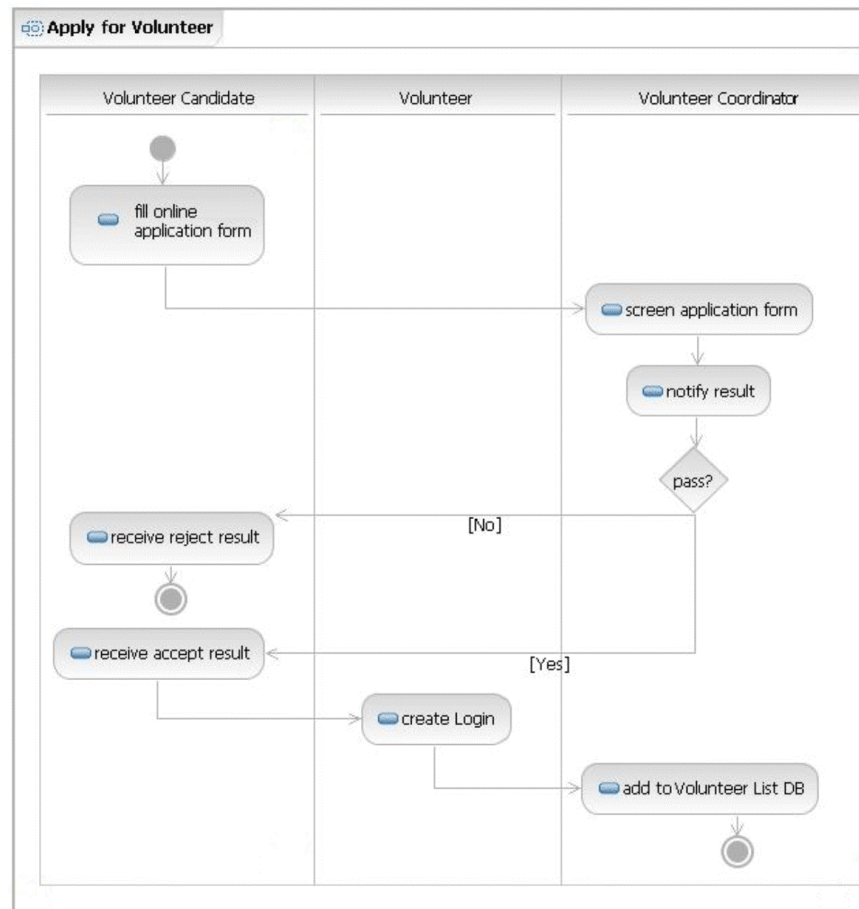 Apply for Volunteer
Volunteer Candidate
Volunteer
Volunteer Coordinator
fill online
application form
screen application form
notify result
pass?
[No]
receive reject result
receive accept result
[Yes]
create Login
add to Volunteer List DB